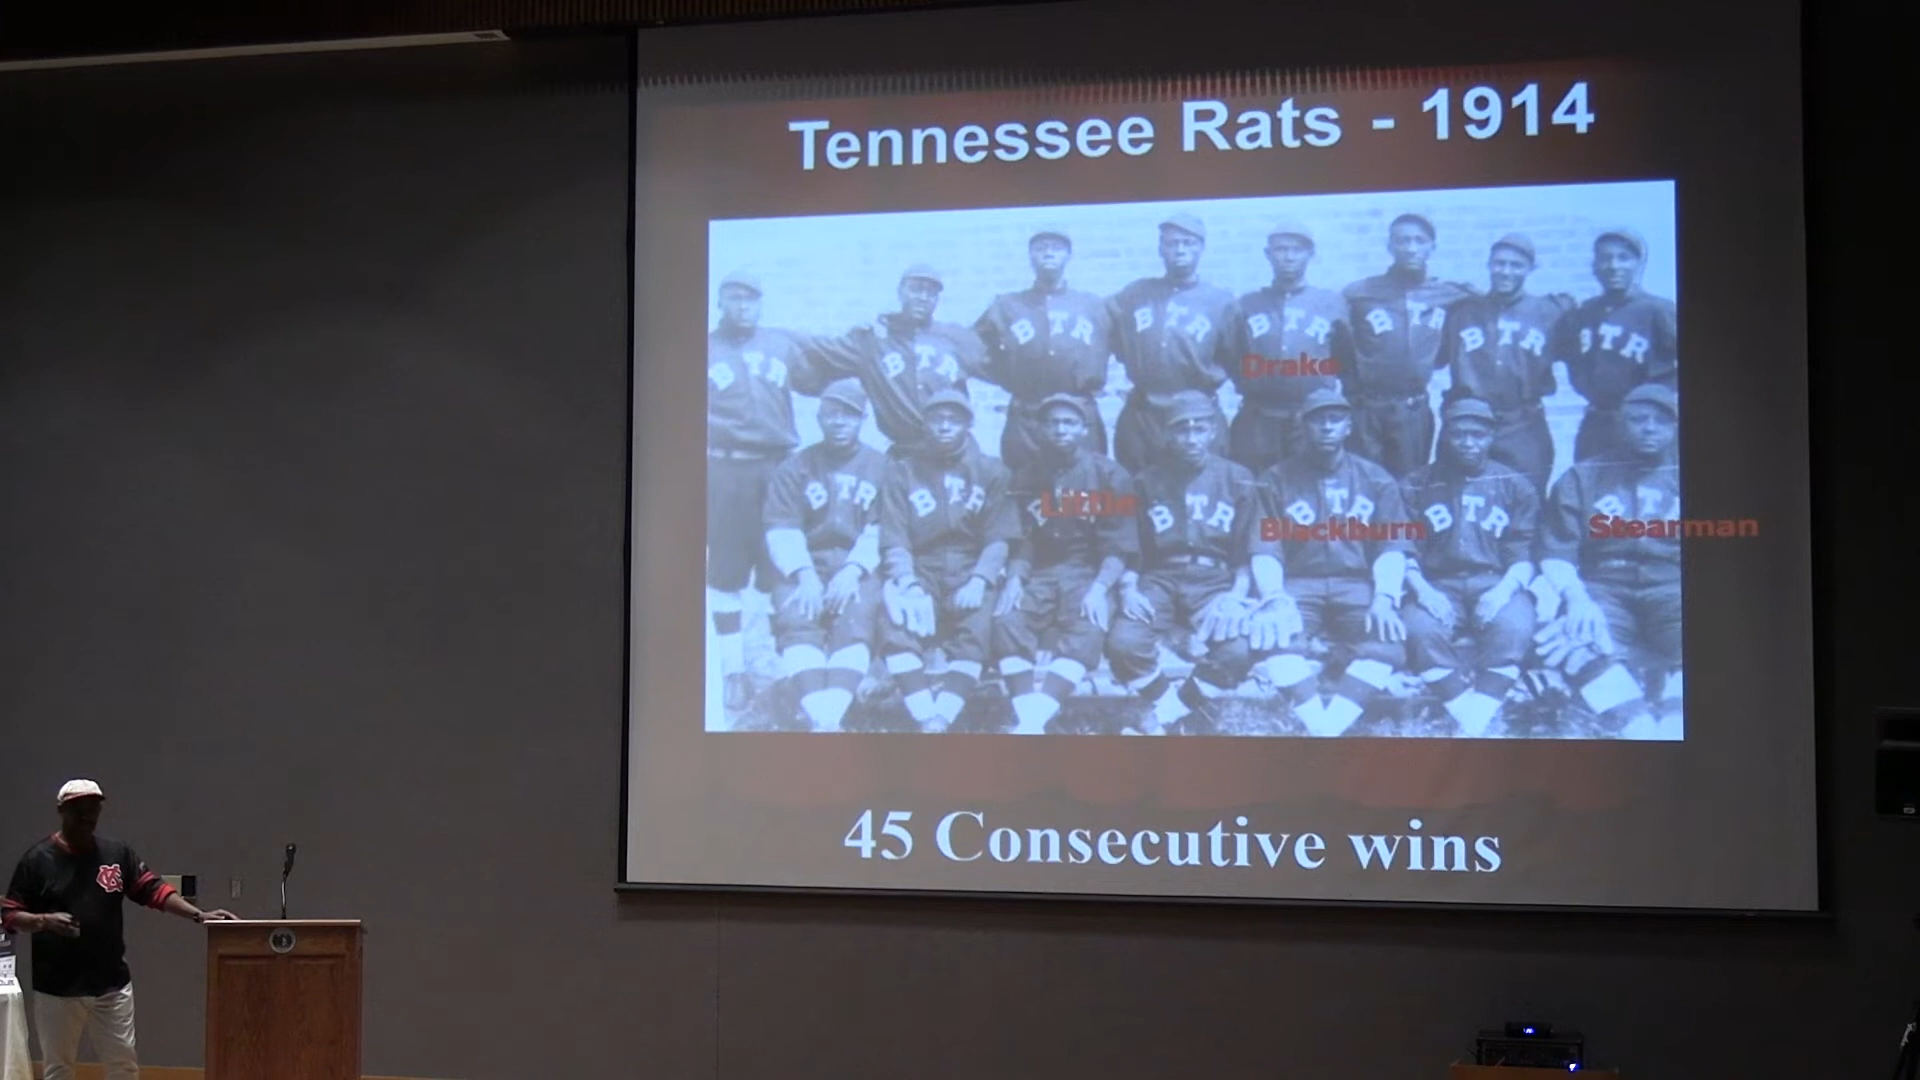 Tennessee Rats - 1914
BTR BTR BTR BTR BTR BTR BTR BTR
Drake
BTR BTR BTR BTR BTR BTR
Little Blackburn Stearman
45 Consecutive wins